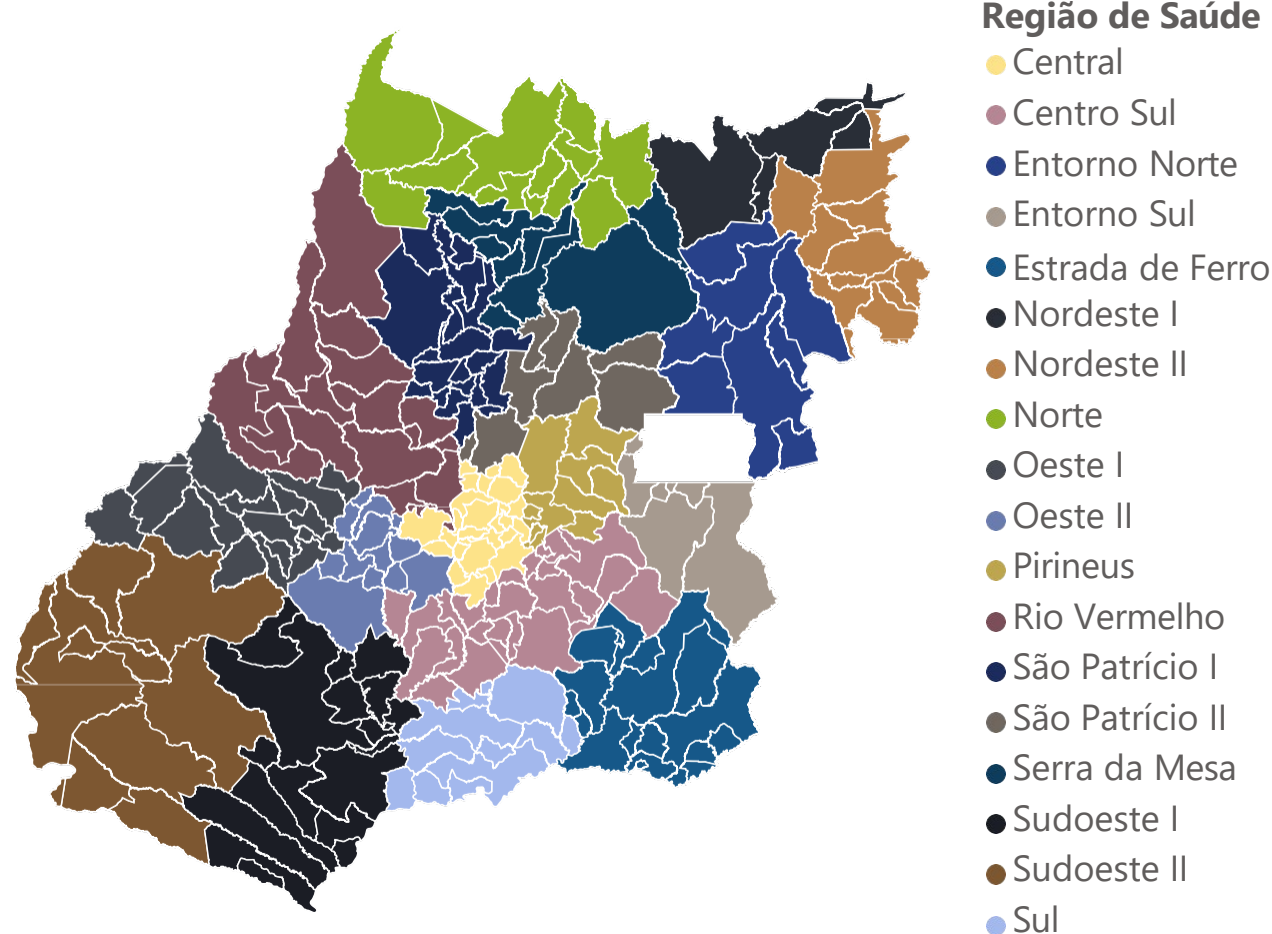 Região de Saúde
Central
Centro Sul
Entorno Norte
Entorno Sul
Estrada de Ferro
Nordeste I
Nordeste II
Norte
Oeste I
Oeste II
Pirineus
Rio Vermelho
São Patrício I
São Patrício II
Serra da Mesa
Sudoeste I
Sudoeste II
Sul